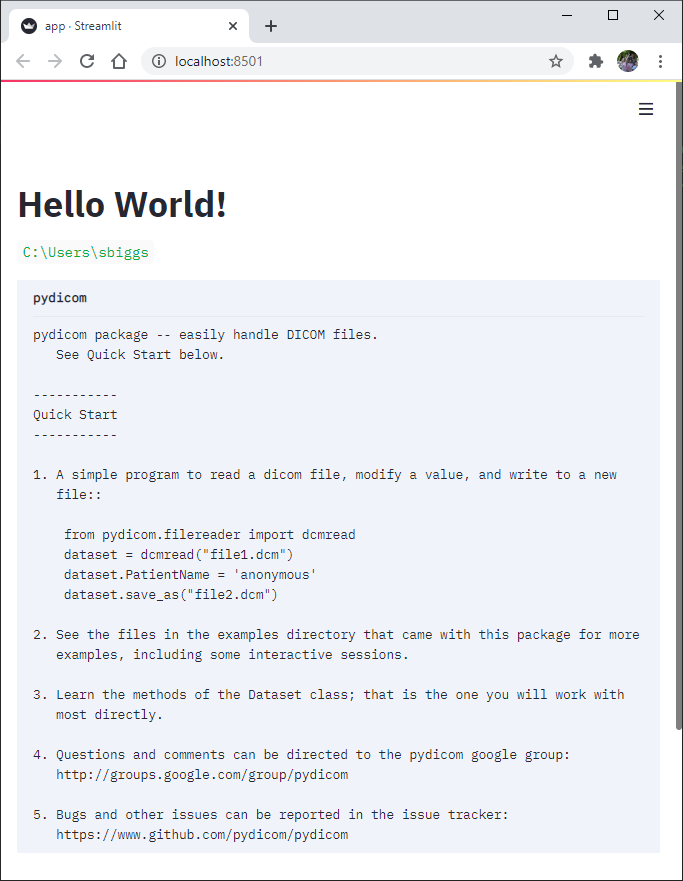 app · Streamlit
localhost:8501
Hello World!
C:\Users\sbiggs
pydicom
pydicom package -- easily handle DICOM files.
   See Quick Start below.
-----------
Quick Start
-----------
1. A simple program to read a dicom file, modify a value, and write to a new
   file::
    from pydicom.filereader import dcmread
    dataset = dcmread("file1.dcm")
    dataset.PatientName = 'anonymous'
    dataset.save_as("file2.dcm")
2. See the files in the examples directory that came with this package for more
   examples, including some interactive sessions.
3. Learn the methods of the Dataset class; that is the one you will work with
   most directly.
4. Questions and comments can be directed to the pydicom google group:
   http://groups.google.com/group/pydicom
5. Bugs and other issues can be reported in the issue tracker:
   https://www.github.com/pydicom/pydicom